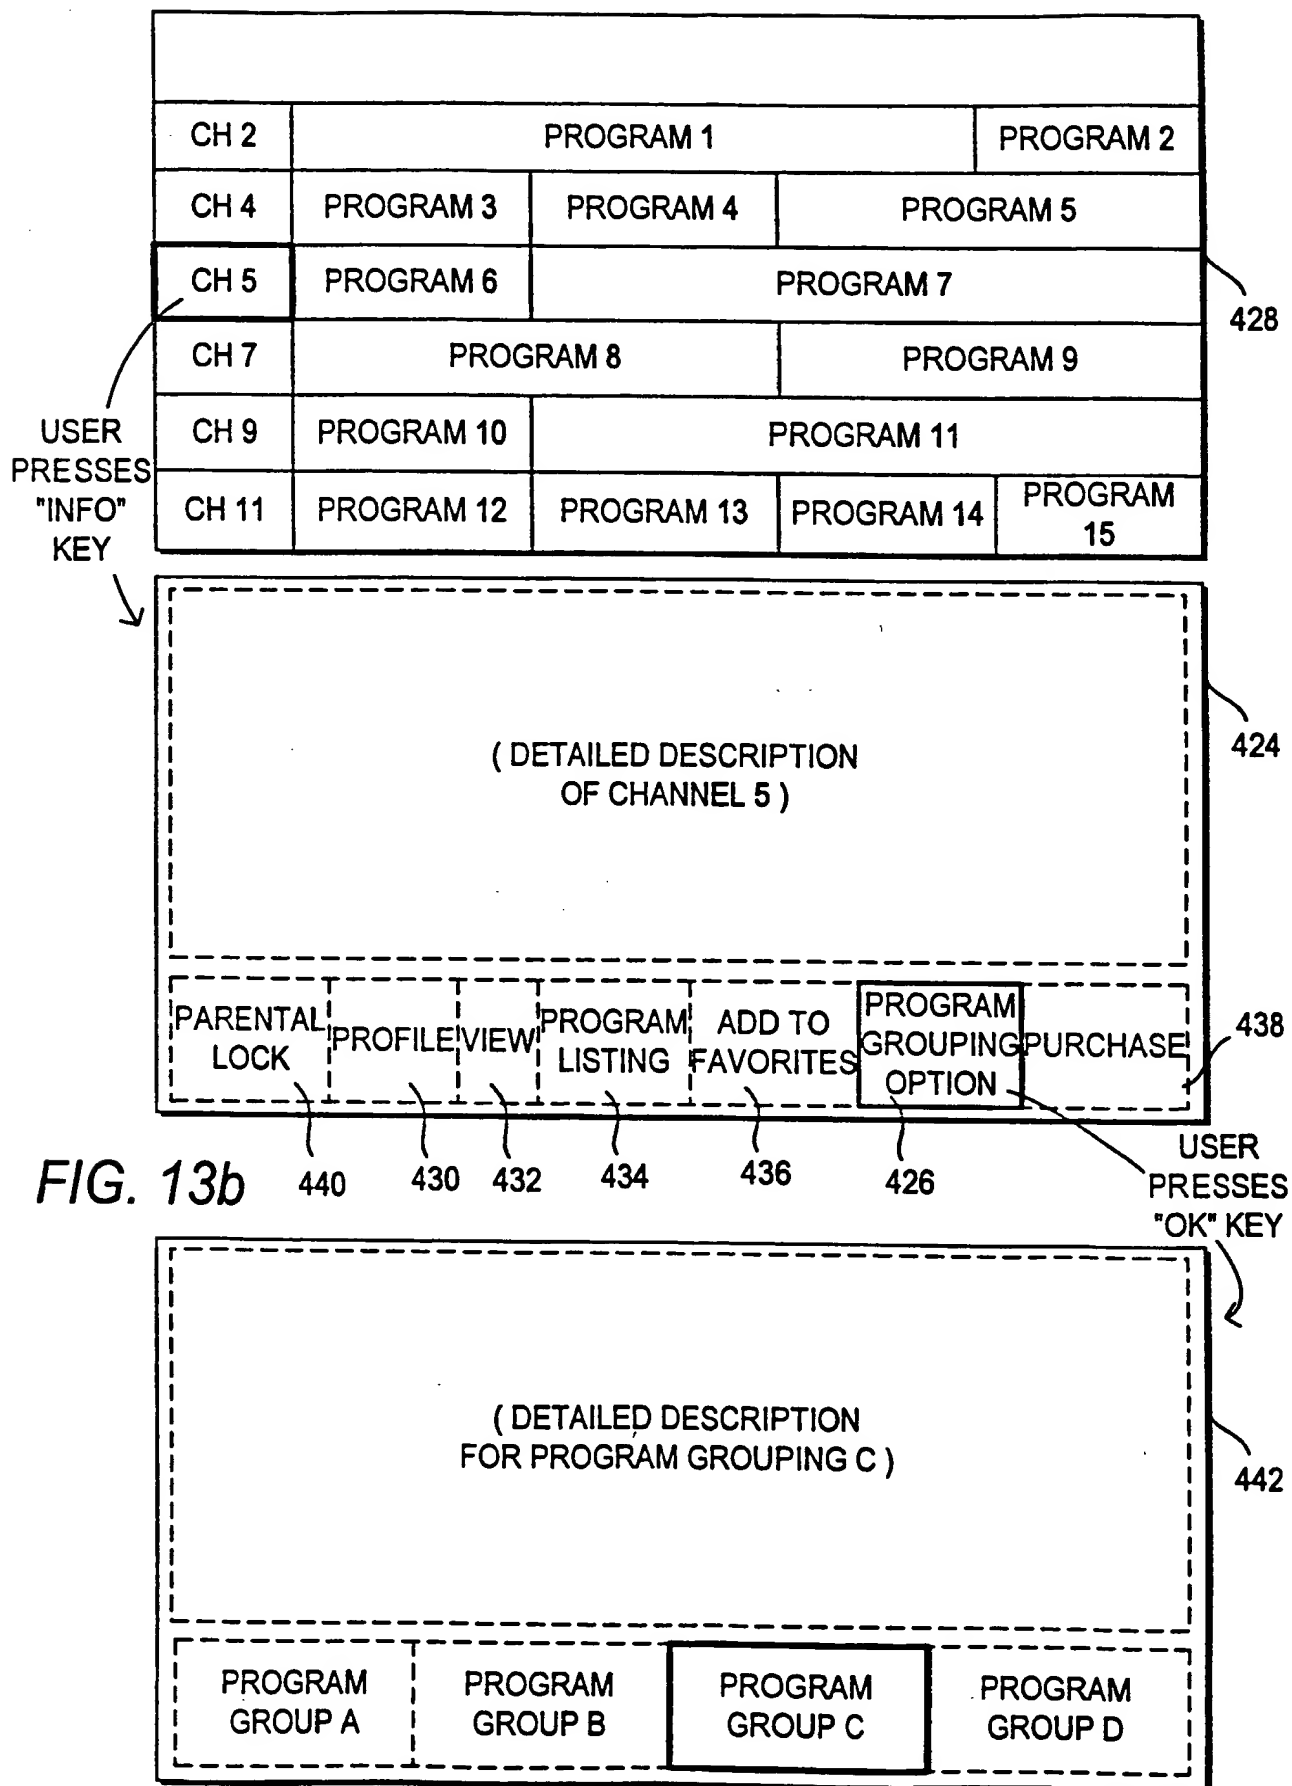 CH 2 PROGRAM 1 PROGRAM 2
CH 4 PROGRAM 3 PROGRAM 4 PROGRAM 5
CH 5 PROGRAM 6 PROGRAM 7
428
CH 7 PROGRAM 8 PROGRAM 9
CH 9 PROGRAM 10 PROGRAM 11
CH 11 PROGRAM 12 PROGRAM 13 PROGRAM 14 PROGRAM
15
USER
PRESSES
"INFO"
KEY
( DETAILED DESCRIPTION
OF CHANNEL 5 )
424
PARENTAL
LOCK
PROFILE
VIEW
PROGRAM
LISTING
ADD TO
FAVORITES
PROGRAM
GROUPING
OPTION
PURCHASE
438
FIG. 13b
440 430 432 434 436 426
USER
PRESSES
"OK" KEY
( DETAILED DESCRIPTION
FOR PROGRAM GROUPING C )
442
PROGRAM
GROUP A
PROGRAM
GROUP B
PROGRAM
GROUP C
PROGRAM
GROUP D